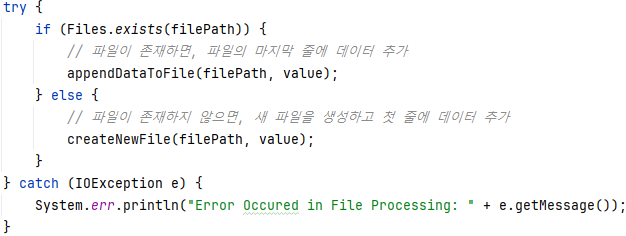 try {
    if (Files.exists(filePath)) {
        // 파일이 존재하면, 파일의 마지막 줄에 데이터 추가
        appendDataToFile(filePath, value);
    } else {
        // 파일이 존재하지 않으면, 새 파일을 생성하고 첫 줄에 데이터 추가
        createNewFile(filePath, value);
    }
} catch (IOException e) {
    System.err.println("Error Occured in File Processing: " + e.getMessage());
}